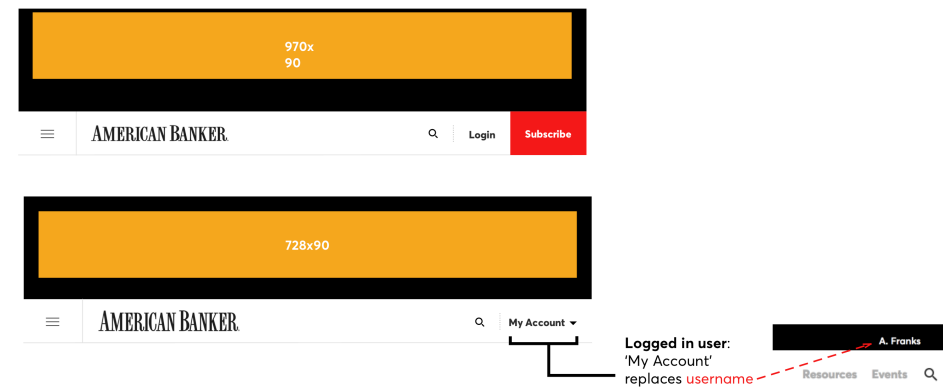 970x
90
AMERICAN BANKER.
Login
Subscribe
728x90
AMERICAN BANKER.
My Account
Logged in user:
'My Account'
replaces username
A. Franks
Resources Events